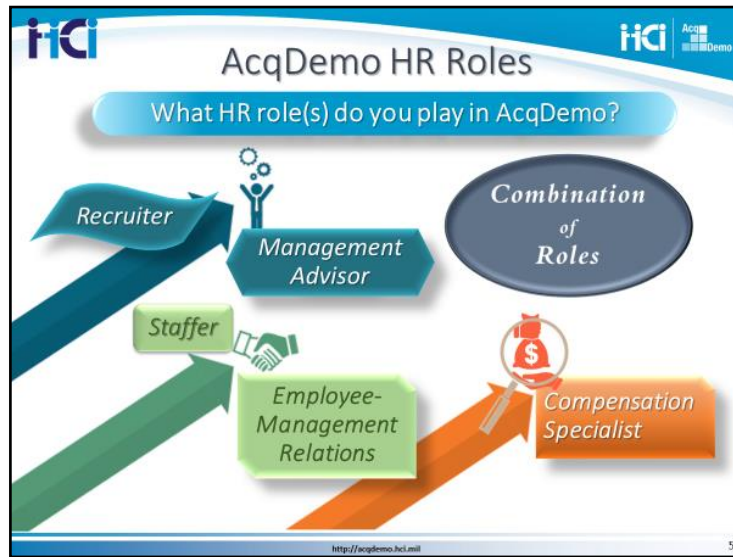 HCi
HCi Acq Demo
AcqDemo HR Roles
What HR role(s) do you play in AcqDemo?
Recruiter
Management
Advisor
Combination
of
Roles
Staffer
Employee-
Management
Relations
$
Compensation
Specialist
http://acqdemo.hci.mil
5